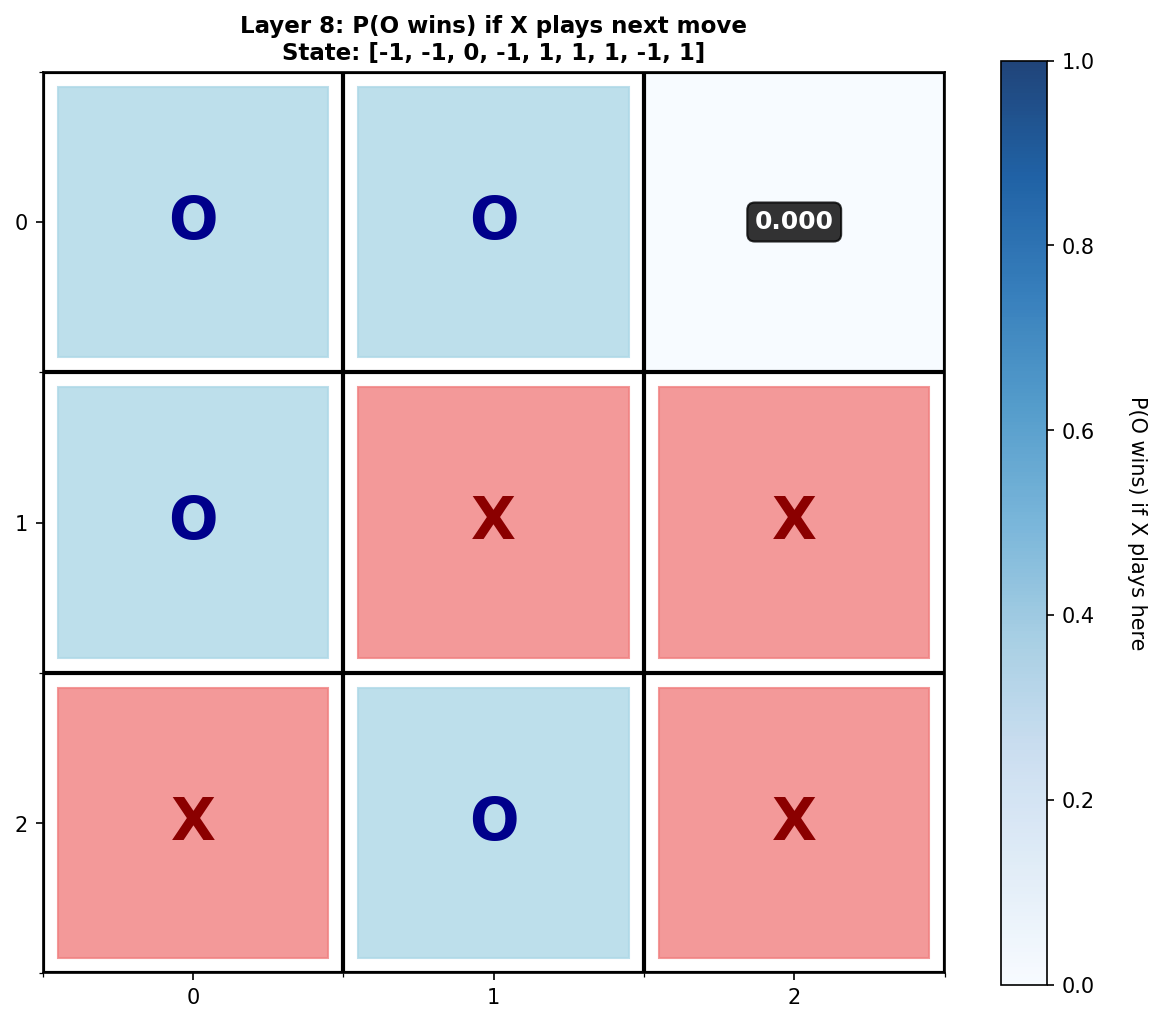 Layer 8: P(O wins) if X plays next move
State: [-1, -1, 0, -1, 1, 1, 1, -1, 1]
0
O
O
0.000
1
O
X
X
2
X
O
X
0
1
2
1.0
0.8
0.6
0.4
0.2
0.0
P(O wins) if X plays here